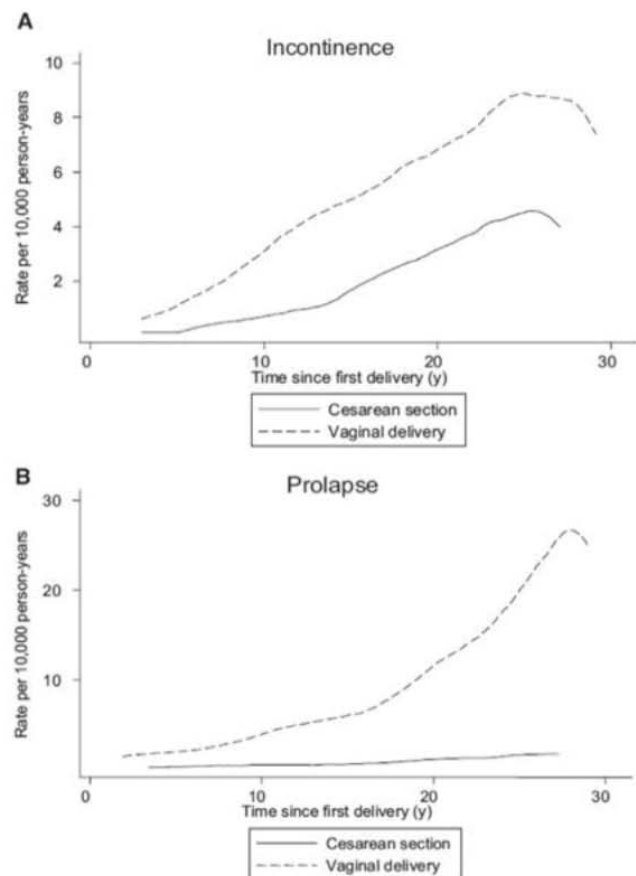 A
Incontinence
10
8
6
4
2
Rate per 10,000 person-years
0 10 20 30
Time since first delivery (y)
Cesarean section
Vaginal delivery
B
Prolapse
30
20
10
Rate per 10,000 person-years
0 10 20 30
Time since first delivery (y)
Cesarean section
Vaginal delivery